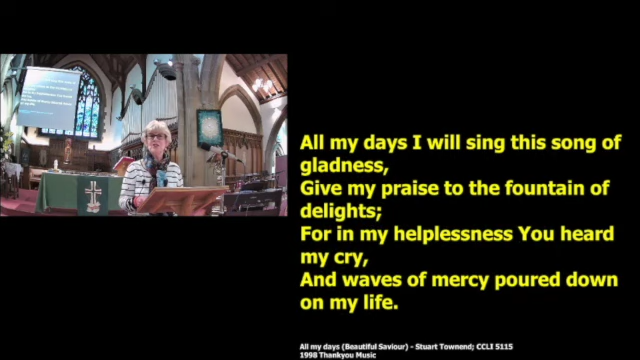 All my days I will sing this song of
gladness,
Give my praise to the fountain of
delights;
For in my helplessness You heard
my cry,
And waves of mercy poured down
on my life.
All my days (Beautiful Saviour) - Stuart Townend; CCLI 5115
1998 Thankyou Music